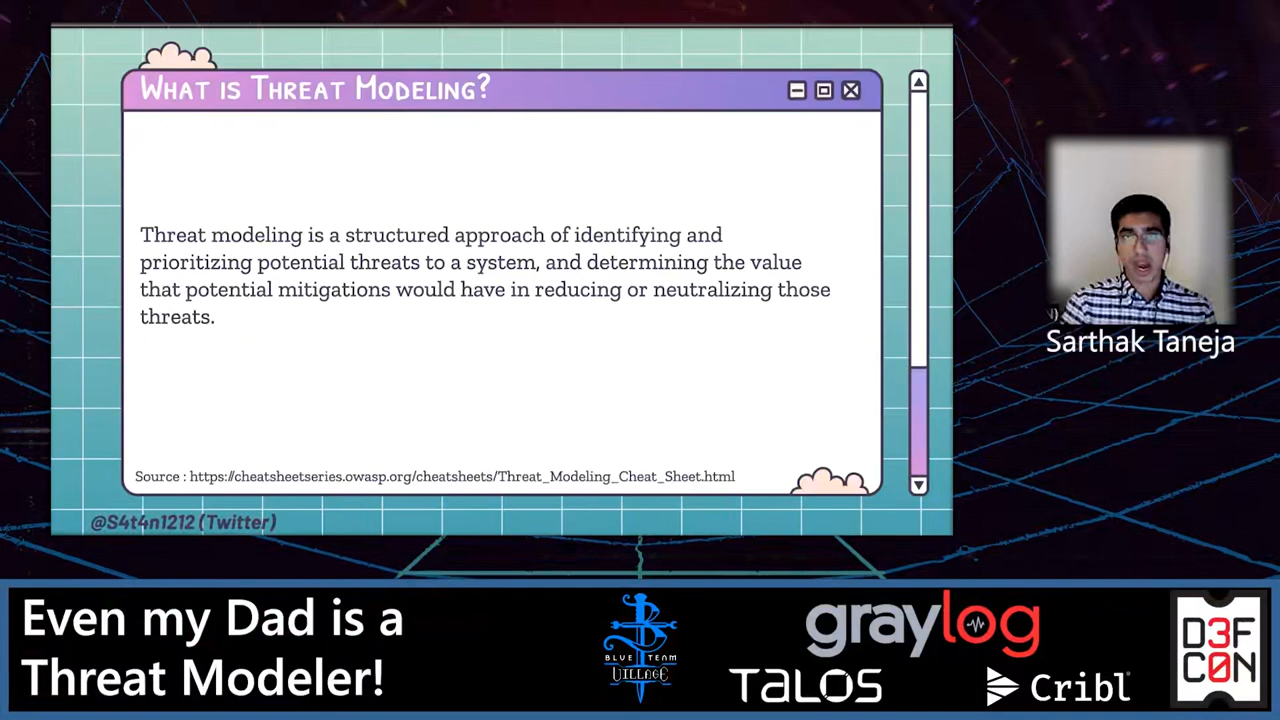 What is Threat Modeling?
Threat modeling is a structured approach of identifying and
prioritizing potential threats to a system, and determining the value
that potential mitigations would have in reducing or neutralizing those
threats.
Source : https://cheatsheetseries.owasp.org/cheatsheets/Threat_Modeling_Cheat_Sheet.html
@S4t4n1212 (Twitter)
Sarthak Taneja
Even my Dad is a
Threat Modeler!
BLUE TEAM
VILLAGE
graylog
TALOS
Cribl
D3F
C0N